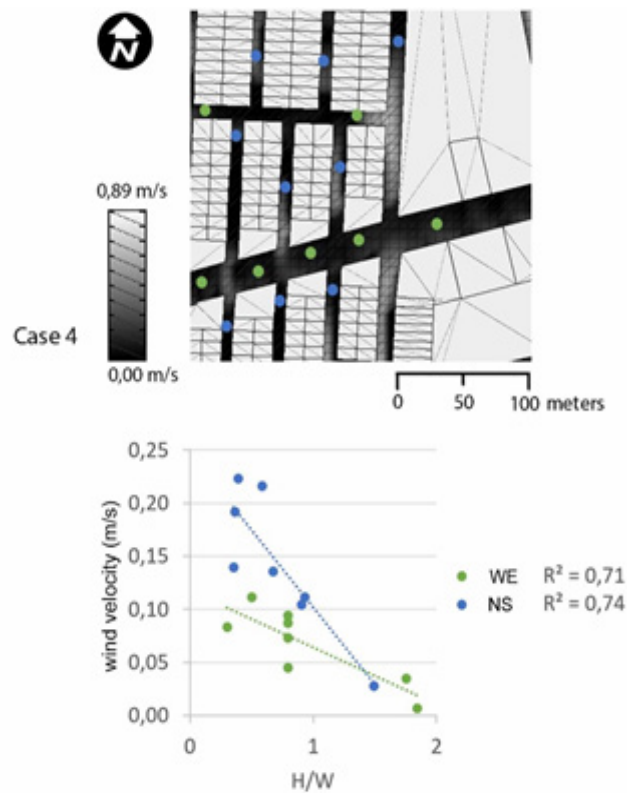 N
0,89 m/s
Case 4
0,00 m/s
0 50 100 meters
0,25
0,20
0,15
0,10
0,05
0,00
wind velocity (m/s)
WE R² = 0,71
NS R² = 0,74
0 1 2
H/W